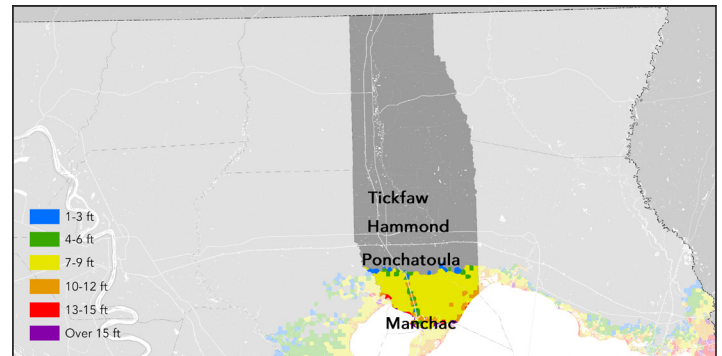 Tickfaw
Hammond
Ponchatoula
Manchac
1-3 ft
4-6 ft
7-9 ft
10-12 ft
13-15 ft
Over 15 ft